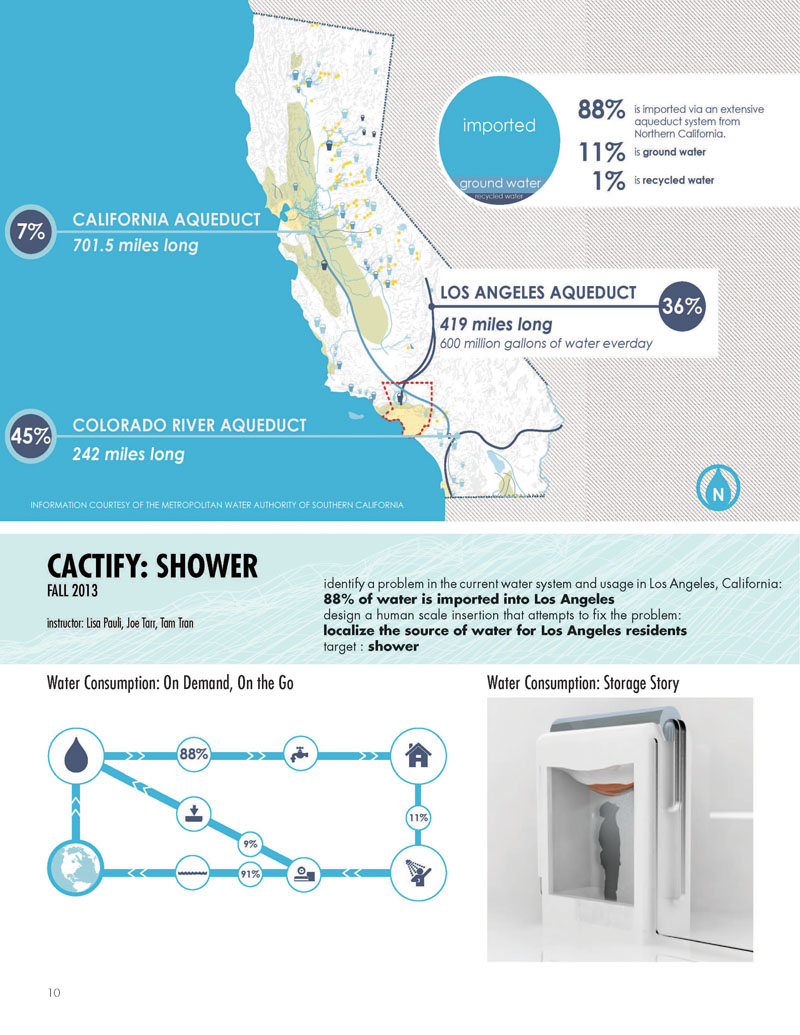 imported
ground water
recycled water
88% is imported via an extensive
aqueduct system from
Northern California.
11% is ground water
1% is recycled water
7%
CALIFORNIA AQUEDUCT
701.5 miles long
LOS ANGELES AQUEDUCT
36%
419 miles long
600 million gallons of water everday
45%
COLORADO RIVER AQUEDUCT
242 miles long
N
INFORMATION COURTESY OF THE METROPOLITAN WATER AUTHORITY OF SOUTHERN CALIFORNIA
CACTIFY: SHOWER
FALL 2013
instructor: Lisa Pauli, Joe Tarr, Tam Tran
identify a problem in the current water system and usage in Los Angeles, California:
88% of water is imported into Los Angeles
design a human scale insertion that attempts to fix the problem:
localize the source of water for Los Angeles residents
target : shower
Water Consumption: On Demand, On the Go
88%
11%
9%
91%
Water Consumption: Storage Story
10